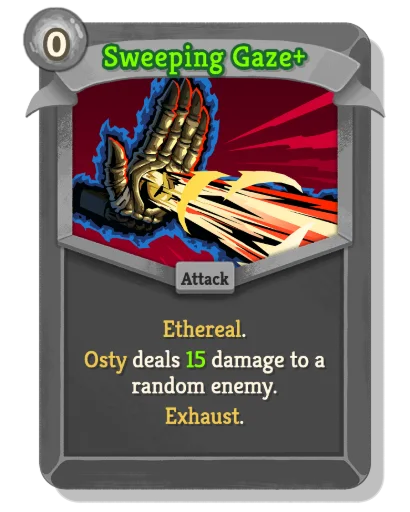 0
Sweeping Gaze+
Attack
Ethereal.
Osty deals 15 damage to a
random enemy.
Exhaust.